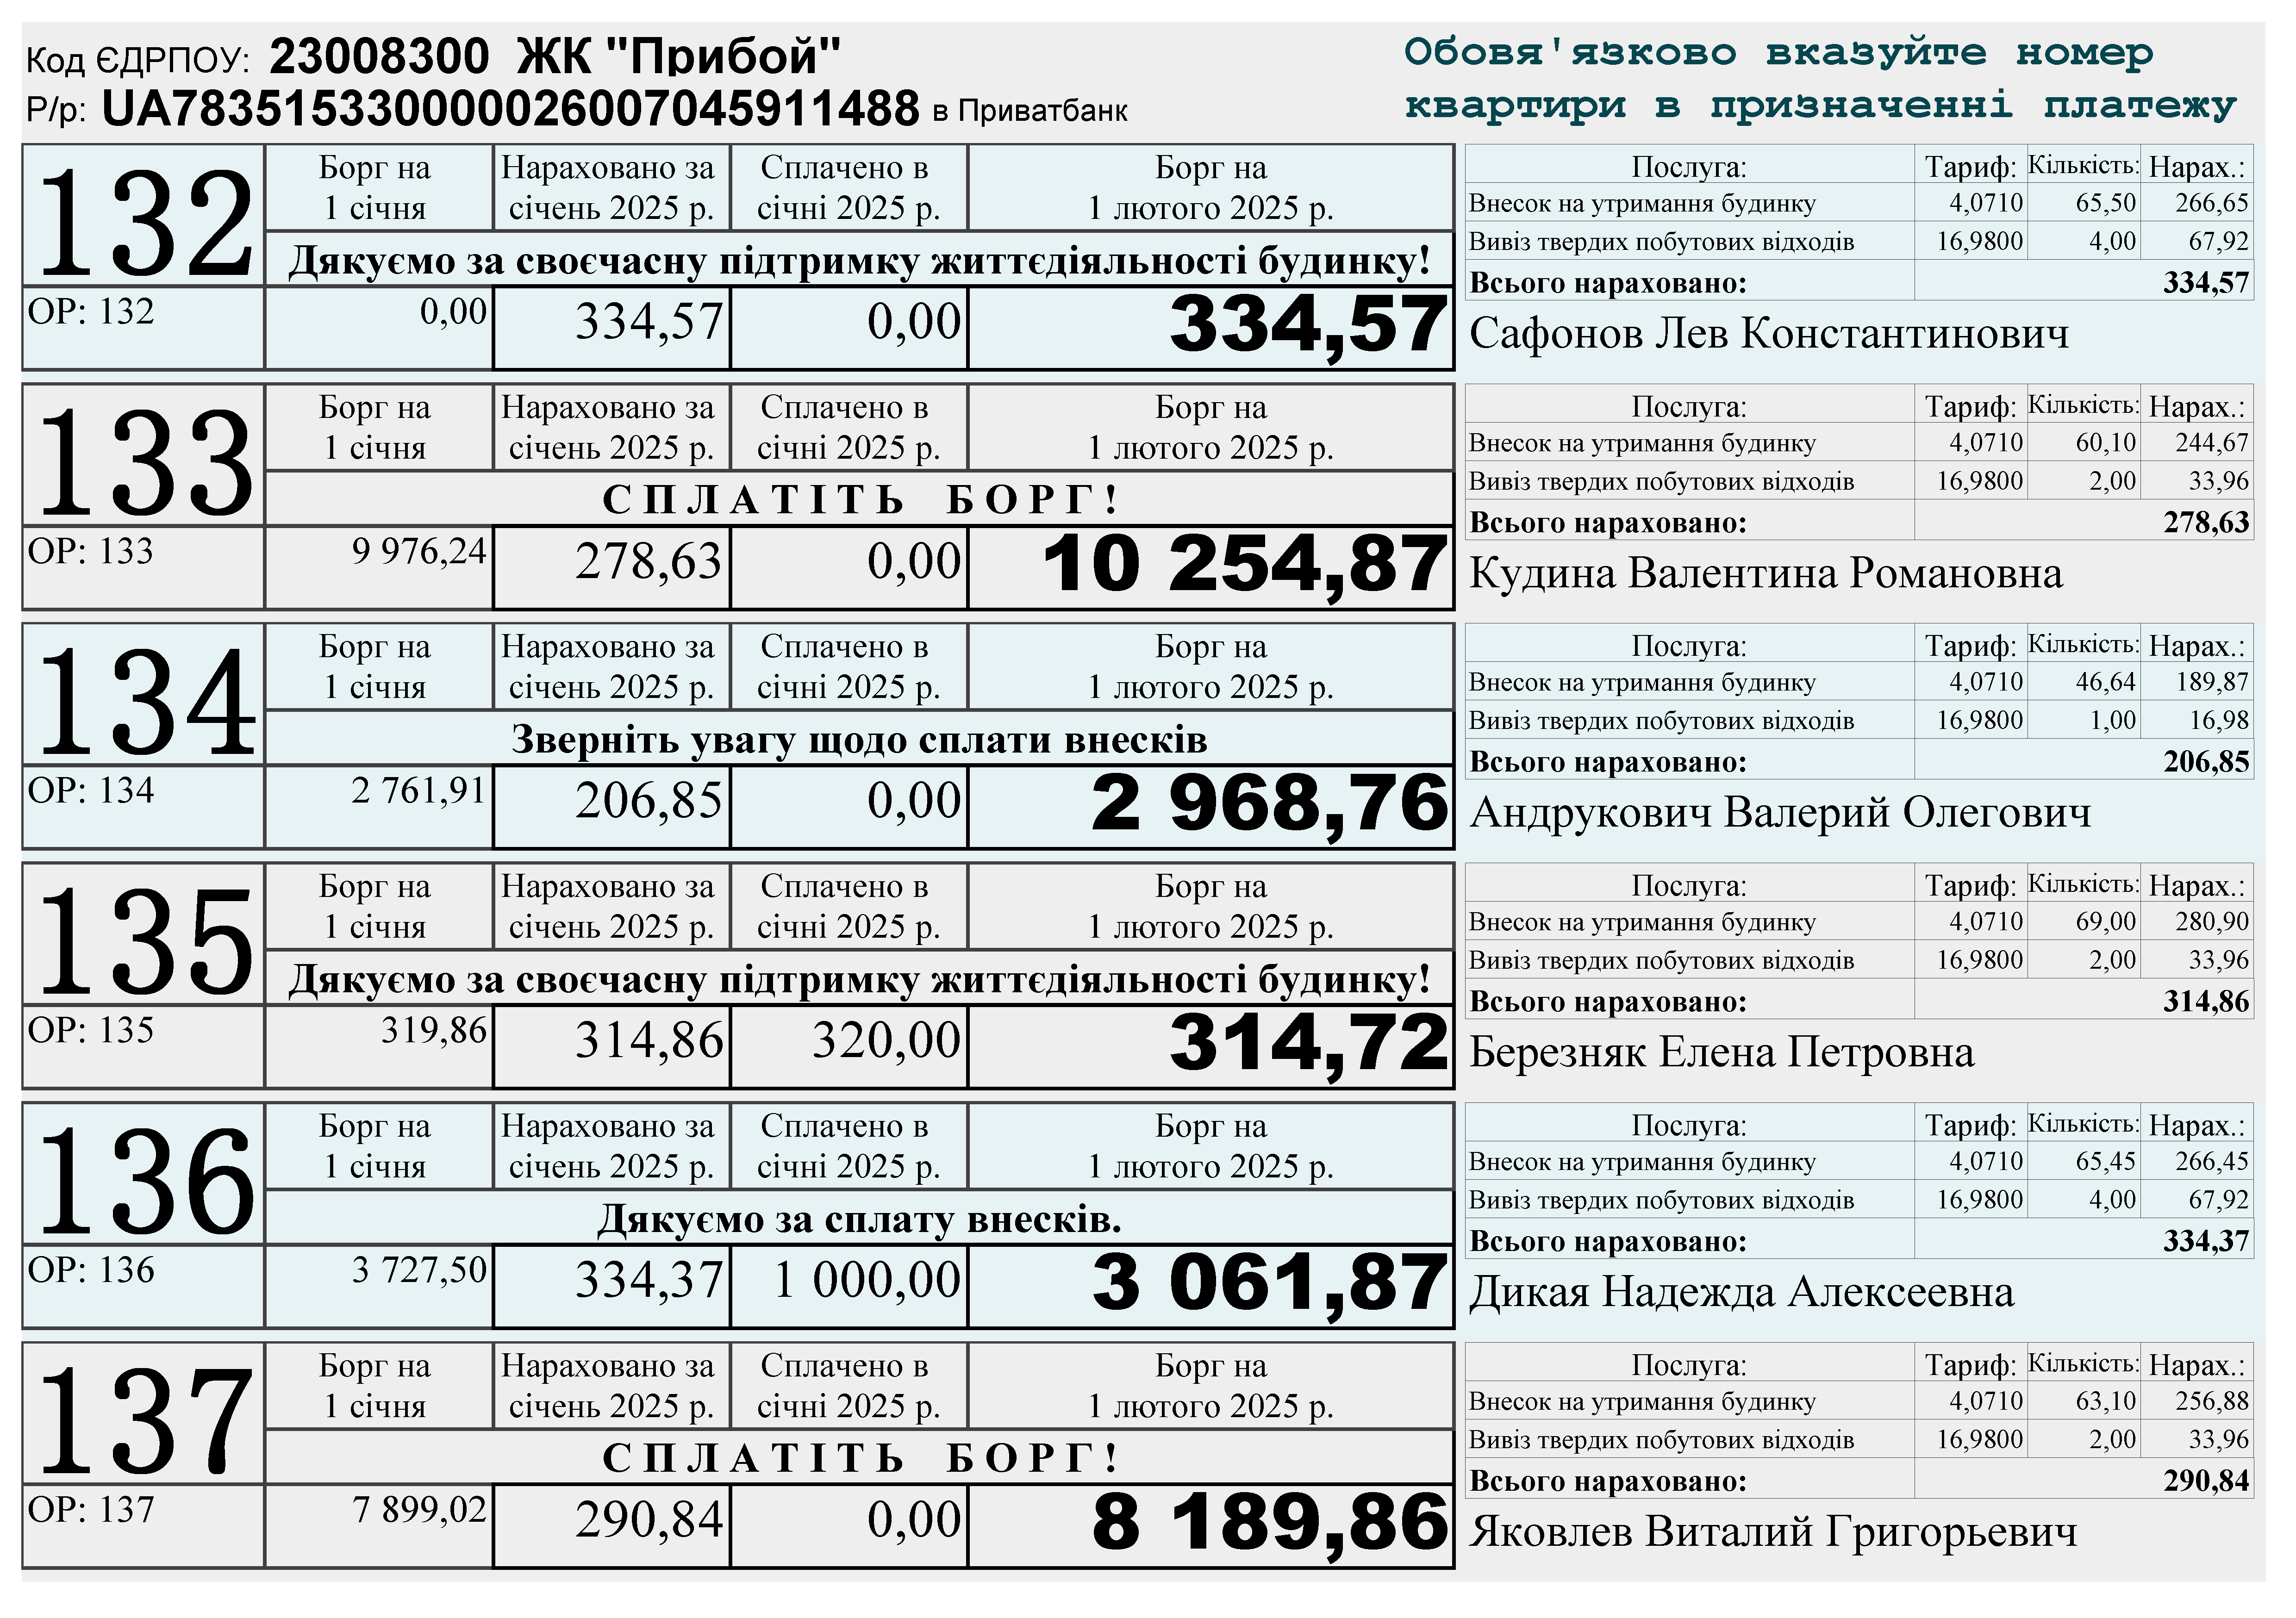 Код ЄДРПОУ: 23008300 ЖК "Прибой"
Р/р: UA783515330000026007045911488 в Приватбанк
Обовя'язково вказуйте номер
квартири в призначенні платежу
132
Борг на 1 січня
Нараховано за січень 2025 р.
Сплачено в січні 2025 р.
Борг на 1 лютого 2025 р.
Дякуємо за своєчасну підтримку життєдіяльності будинку!
ОР: 132 0,00 334,57 0,00 334,57
Послуга: Тариф: Кількість: Нарах.:
Внесок на утримання будинку 4,0710 65,50 266,65
Вивіз твердих побутових відходів 16,9800 4,00 67,92
Всього нараховано: 334,57
Сафонов Лев Константинович
133
Борг на 1 січня
Нараховано за січень 2025 р.
Сплачено в січні 2025 р.
Борг на 1 лютого 2025 р.
С П Л А Т І Т Ь Б О Р Г !
ОР: 133 9 976,24 278,63 0,00 10 254,87
Послуга: Тариф: Кількість: Нарах.:
Внесок на утримання будинку 4,0710 60,10 244,67
Вивіз твердих побутових відходів 16,9800 2,00 33,96
Всього нараховано: 278,63
Кудина Валентина Романовна
134
Борг на 1 січня
Нараховано за січень 2025 р.
Сплачено в січні 2025 р.
Борг на 1 лютого 2025 р.
Зверніть увагу щодо сплати внесків
ОР: 134 2 761,91 206,85 0,00 2 968,76
Послуга: Тариф: Кількість: Нарах.:
Внесок на утримання будинку 4,0710 46,64 189,87
Вивіз твердих побутових відходів 16,9800 1,00 16,98
Всього нараховано: 206,85
Андрукович Валерий Олегович
135
Борг на 1 січня
Нараховано за січень 2025 р.
Сплачено в січні 2025 р.
Борг на 1 лютого 2025 р.
Дякуємо за своєчасну підтримку життєдіяльності будинку!
ОР: 135 319,86 314,86 320,00 314,72
Послуга: Тариф: Кількість: Нарах.:
Внесок на утримання будинку 4,0710 69,00 280,90
Вивіз твердих побутових відходів 16,9800 2,00 33,96
Всього нараховано: 314,86
Березняк Елена Петровна
136
Борг на 1 січня
Нараховано за січень 2025 р.
Сплачено в січні 2025 р.
Борг на 1 лютого 2025 р.
Дякуємо за сплату внесків.
ОР: 136 3 727,50 334,37 1 000,00 3 061,87
Послуга: Тариф: Кількість: Нарах.:
Внесок на утримання будинку 4,0710 65,45 266,45
Вивіз твердих побутових відходів 16,9800 4,00 67,92
Всього нараховано: 334,37
Дикая Надежда Алексеевна
137
Борг на 1 січня
Нараховано за січень 2025 р.
Сплачено в січні 2025 р.
Борг на 1 лютого 2025 р.
С П Л А Т І Т Ь Б О Р Г !
ОР: 137 7 899,02 290,84 0,00 8 189,86
Послуга: Тариф: Кількість: Нарах.:
Внесок на утримання будинку 4,0710 63,10 256,88
Вивіз твердих побутових відходів 16,9800 2,00 33,96
Всього нараховано: 290,84
Яковлев Виталий Григорьевич